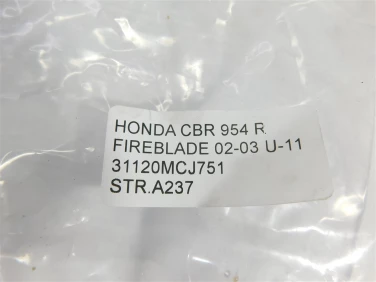 HONDA CBR 954 R
FIREBLADE 02-03 U-11
31120MCJ751
STR.A237